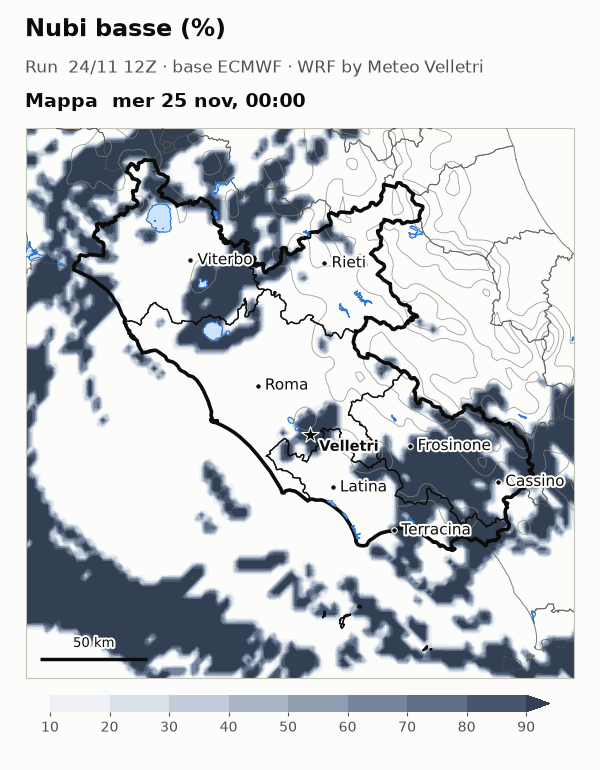 Nubi basse (%)
Run  24/11 12Z · base ECMWF · WRF by Meteo Velletri
Mappa  mer 25 nov, 00:00
Viterbo
Rieti
Roma
Velletri
Frosinone
Cassino
Latina
Terracina
50 km
10 20 30 40 50 60 70 80 90